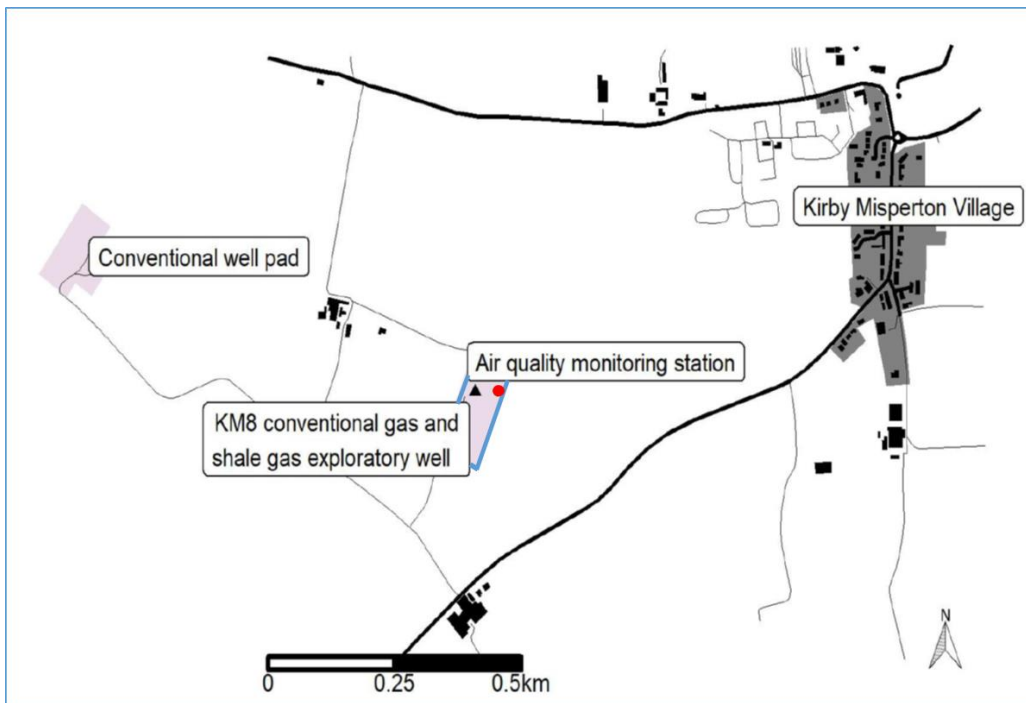 Kirby Misperton Village
Conventional well pad
Air quality monitoring station
KM8 conventional gas and
shale gas exploratory well
N
0 0.25 0.5km